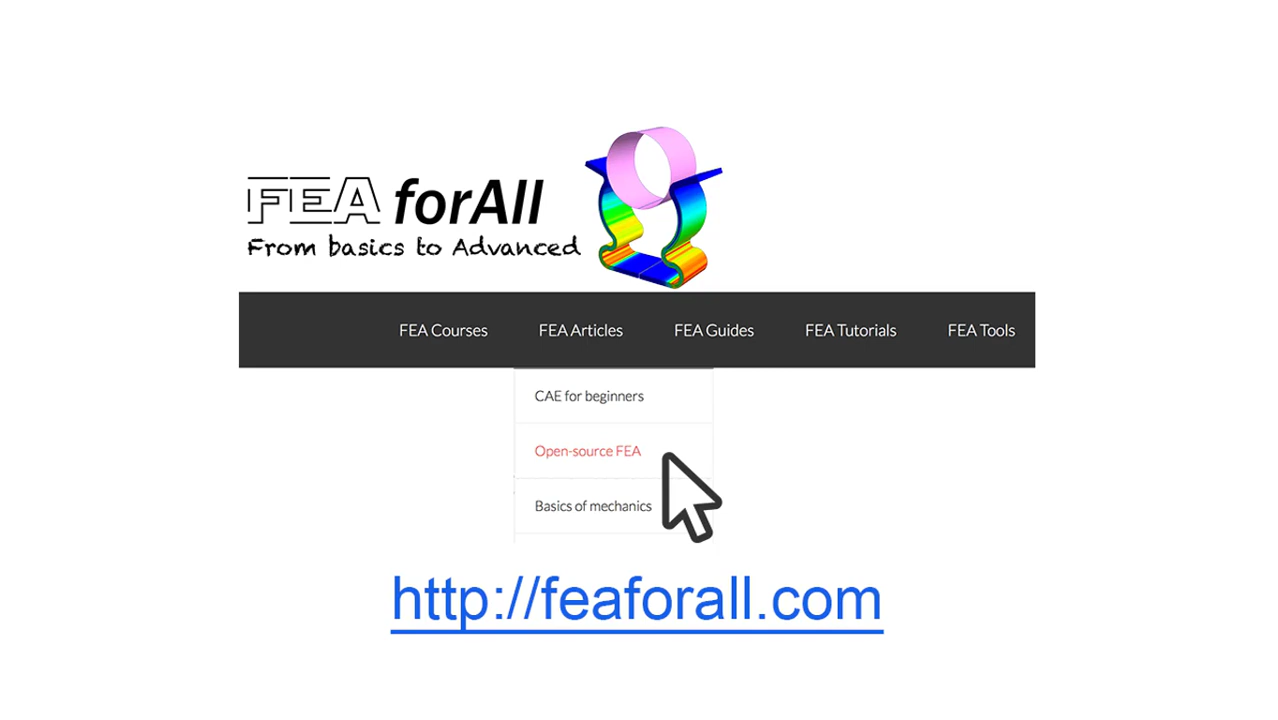 FEA forAll
From basics to Advanced
FEA Courses FEA Articles FEA Guides FEA Tutorials FEA Tools
CAE for beginners
Open-source FEA
Basics of mechanics
http://feaforall.com